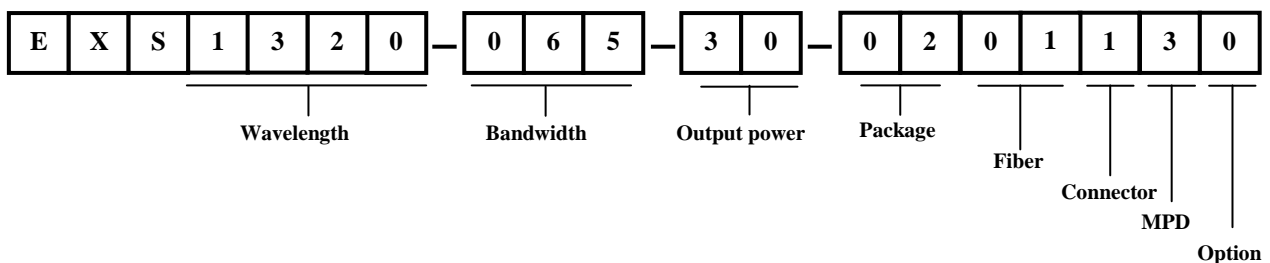 E X S 1 3 2 0 – 0 6 5 – 3 0 – 0 2 0 1 1 3 0
Wavelength Bandwidth Output power Package
Fiber
Connector
MPD
Option